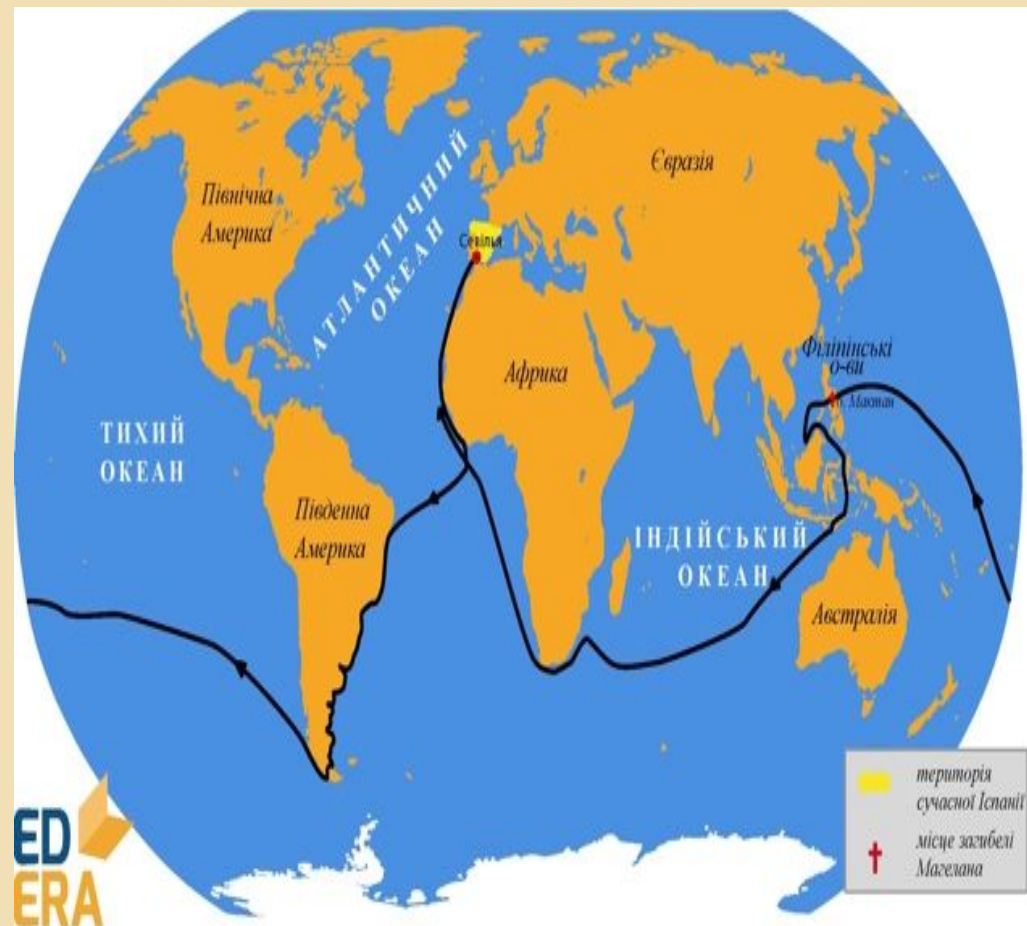 Північна
Америка
АТЛАНТИЧНИЙ
ОКЕАН
Євразія
Севілья
Африка
Філіпінські
о-ви
о. Мактан
ТИХИЙ
ОКЕАН
Південна
Америка
ІНДІЙСЬКИЙ
ОКЕАН
Австралія
територія
сучасної Іспанії
місце загибелі
Магелана
ED
ERA